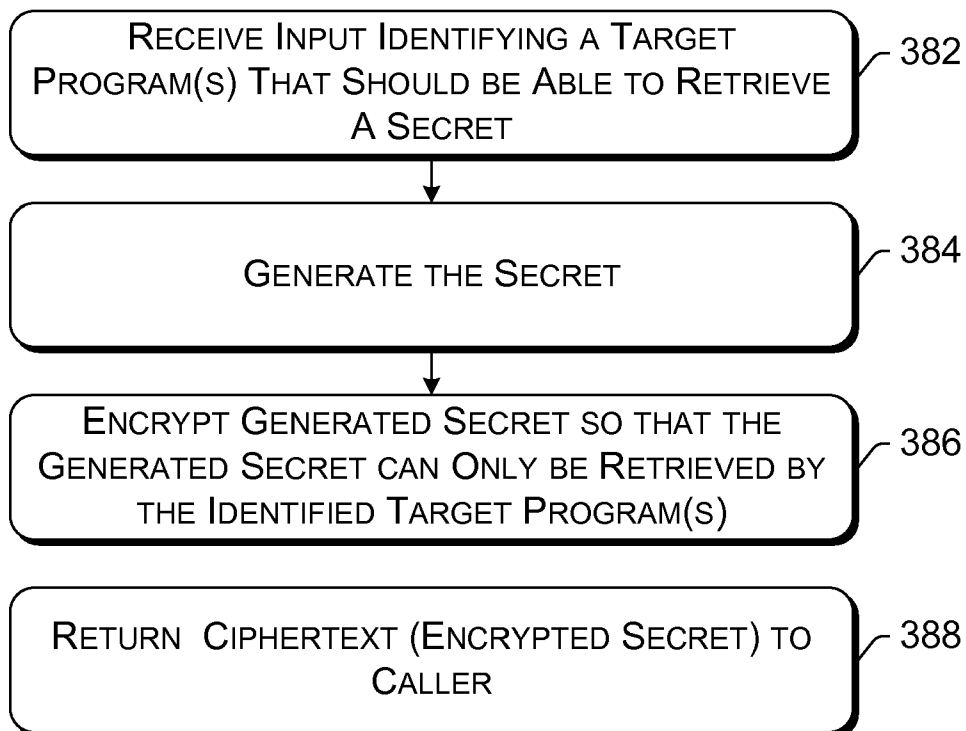 RECEIVE INPUT IDENTIFYING A TARGET
PROGRAM(S) THAT SHOULD BE ABLE TO RETRIEVE
A SECRET
382
GENERATE THE SECRET
384
ENCRYPT GENERATED SECRET SO THAT THE
GENERATED SECRET CAN ONLY BE RETRIEVED BY
THE IDENTIFIED TARGET PROGRAM(S)
386
RETURN CIPHERTEXT (ENCRYPTED SECRET) TO
CALLER
388